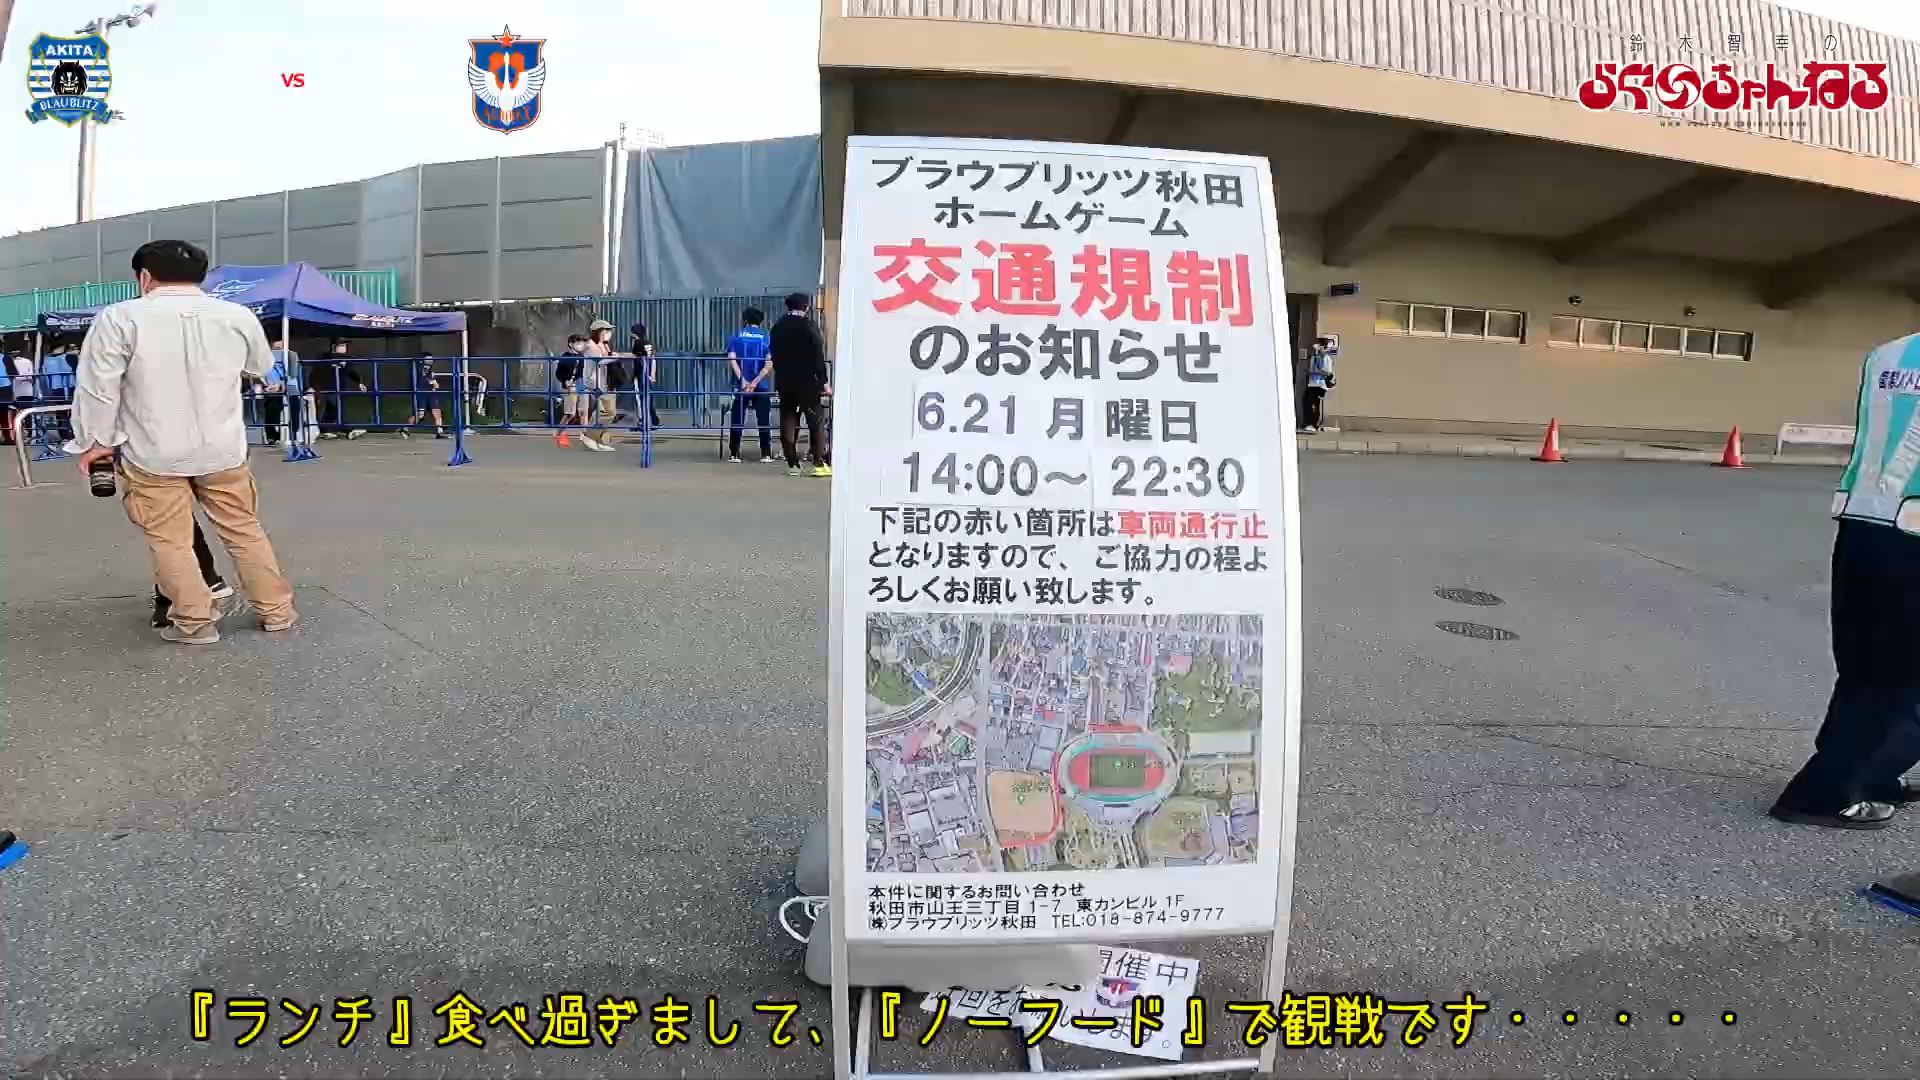 AKITA
BLAUBLITZ
vs
ALBIREX
鈴木智幸の
らぐちゃんねる
ブラウブリッツ秋田
ホームゲーム
交通規制
のお知らせ
6.21 月曜日
14:00～ 22:30
下記の赤い箇所は車両通行止
となりますので、ご協力の程よ
ろしくお願い致します。
本件に関するお問い合わせ
秋田市山王三丁目 1-7 東カンビル 1F
㈱ブラウブリッツ秋田 TEL:018-874-9777
開催中
『ランチ』食べ過ぎまして、『ノーフード』で観戦です・・・・・